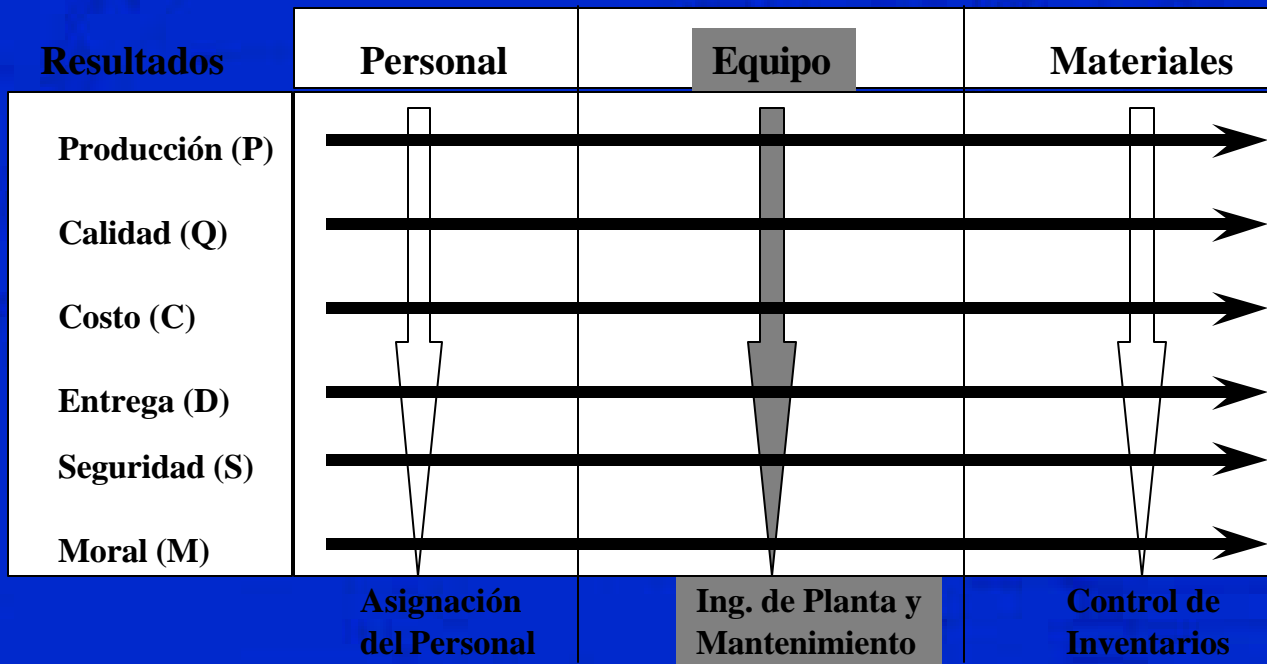 Resultados Personal Equipo Materiales
Producción (P)
Calidad (Q)
Costo (C)
Entrega (D)
Seguridad (S)
Moral (M)
Asignación
del Personal
Ing. de Planta y
Mantenimiento
Control de
Inventarios